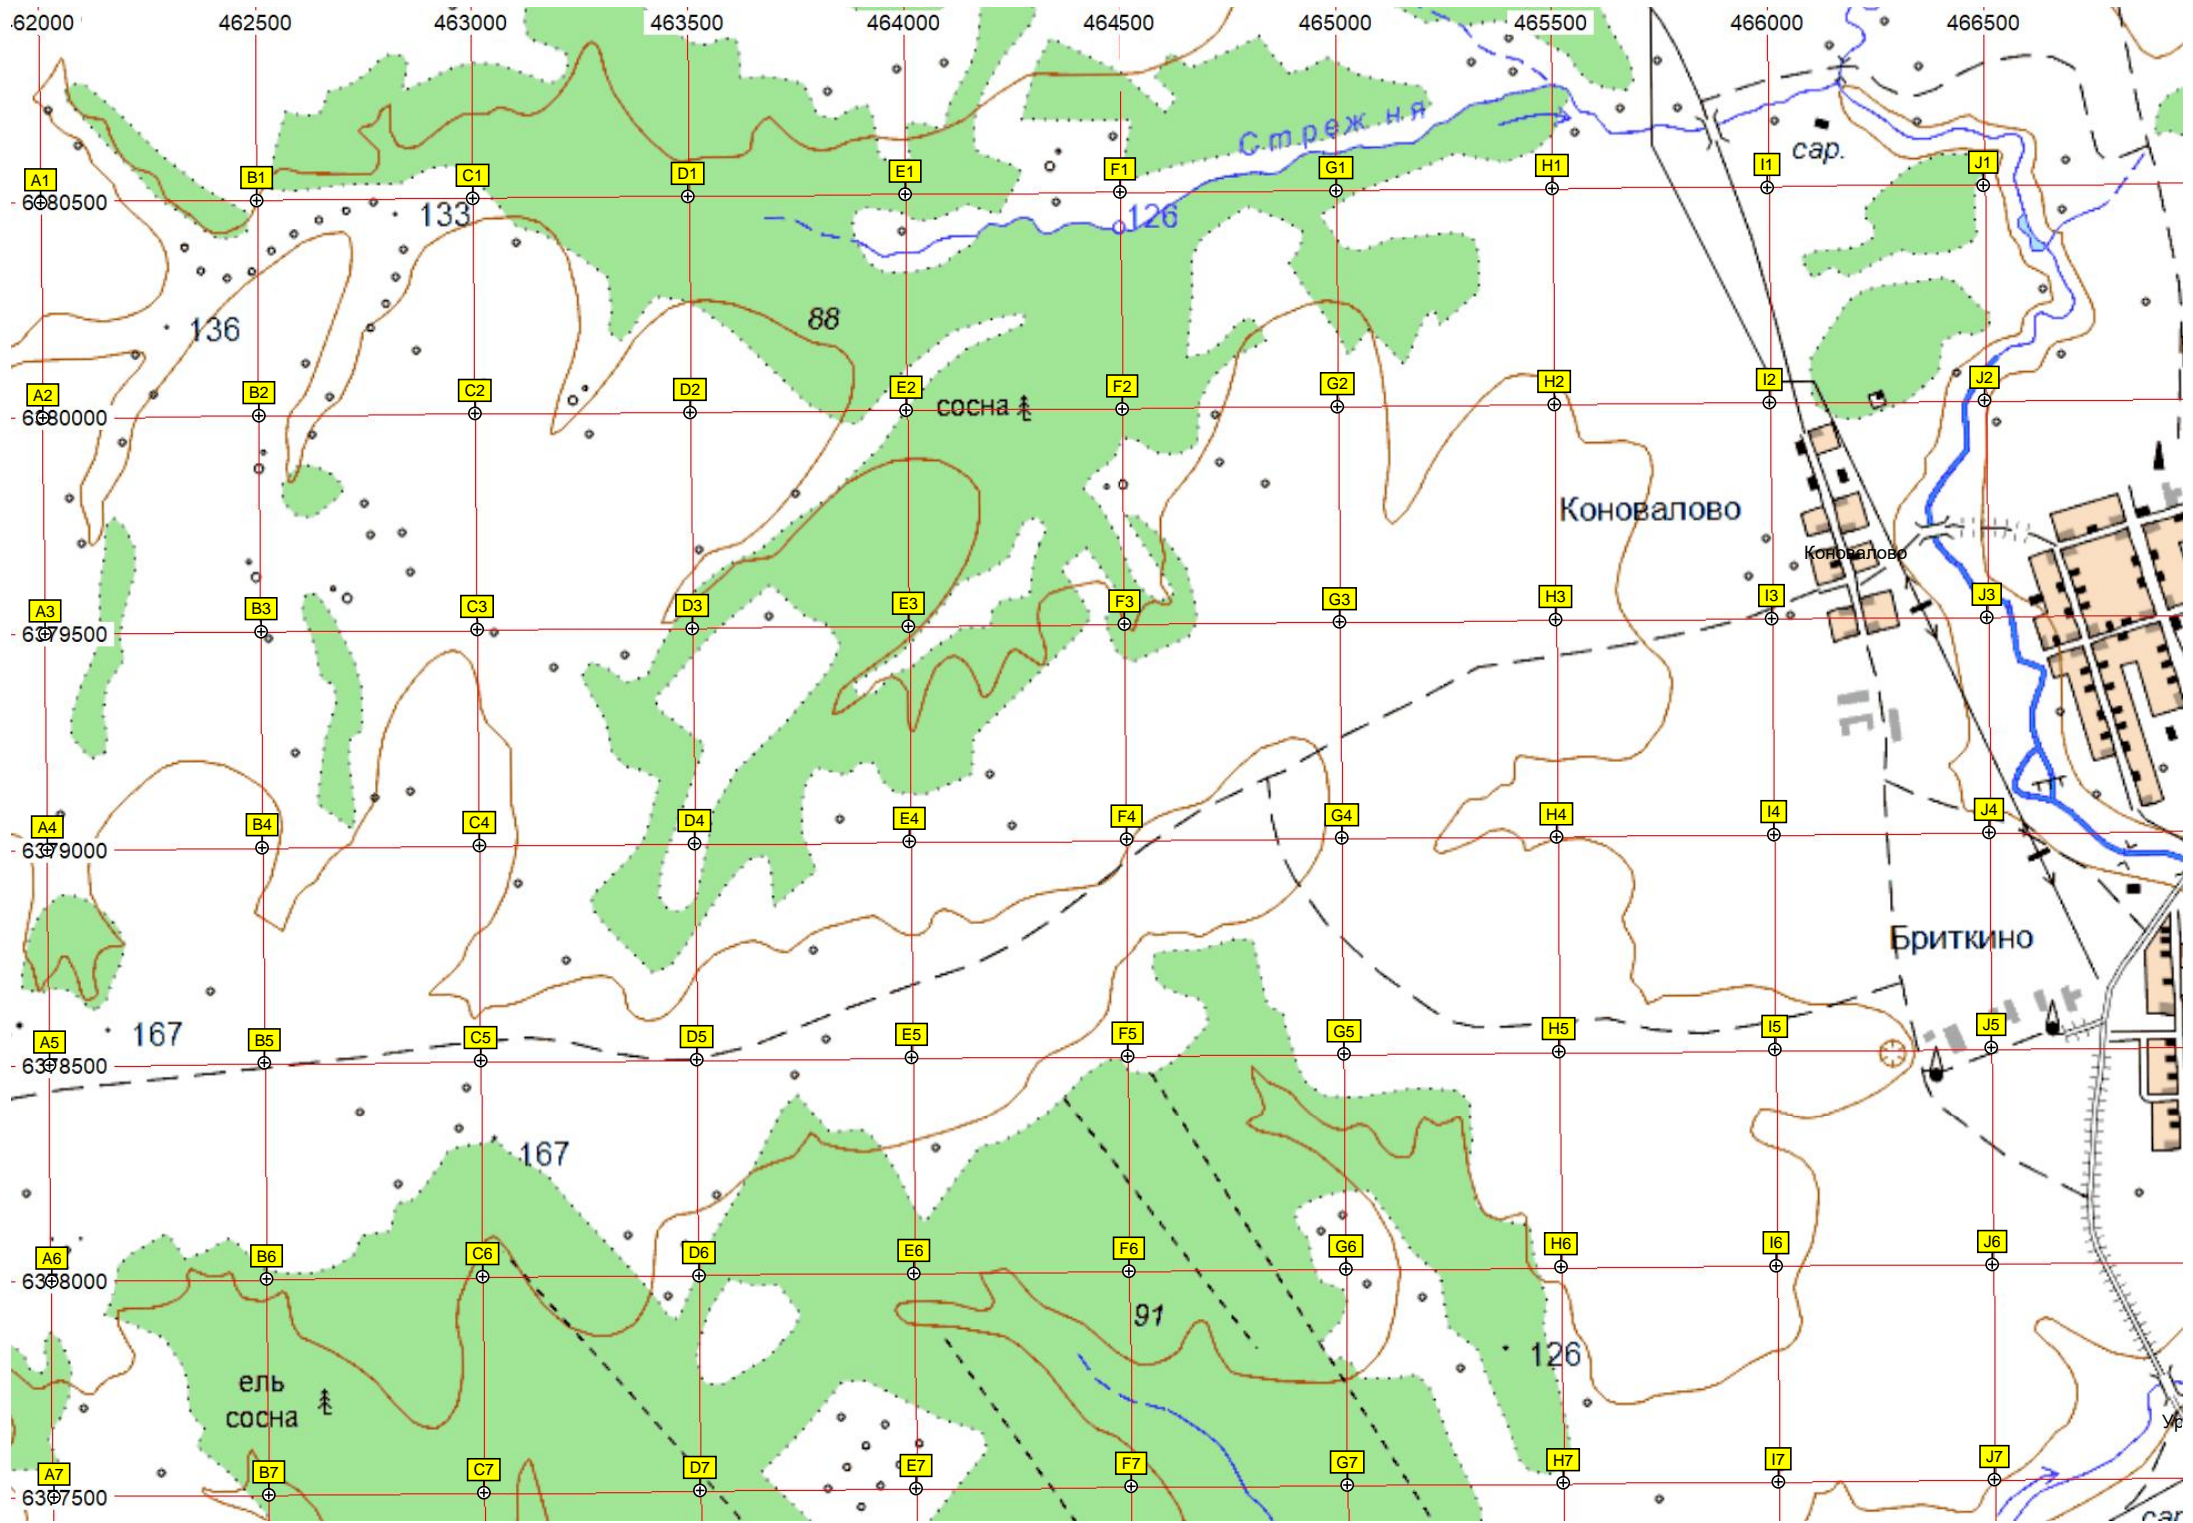 62000 462500 463000 463500 464000 464500 465000 465500 466000 466500
Стрежня
сар.
A1 B1 C1 D1 E1 F1 G1 H1 I1 J1
6380500
133
126
136
88
A2 B2 C2 D2 E2 F2 G2 H2 I2 J2
6380000
сосна
Коновалово
Коновалово
A3 B3 C3 D3 E3 F3 G3 H3 I3 J3
6379500
A4 B4 C4 D4 E4 F4 G4 H4 I4 J4
6379000
Бриткино
167
A5 B5 C5 D5 E5 F5 G5 H5 I5 J5
6378500
167
A6 B6 C6 D6 E6 F6 G6 H6 I6 J6
6378000
91
126
ель
сосна
Ур
A7 B7 C7 D7 E7 F7 G7 H7 I7 J7
6377500
сар